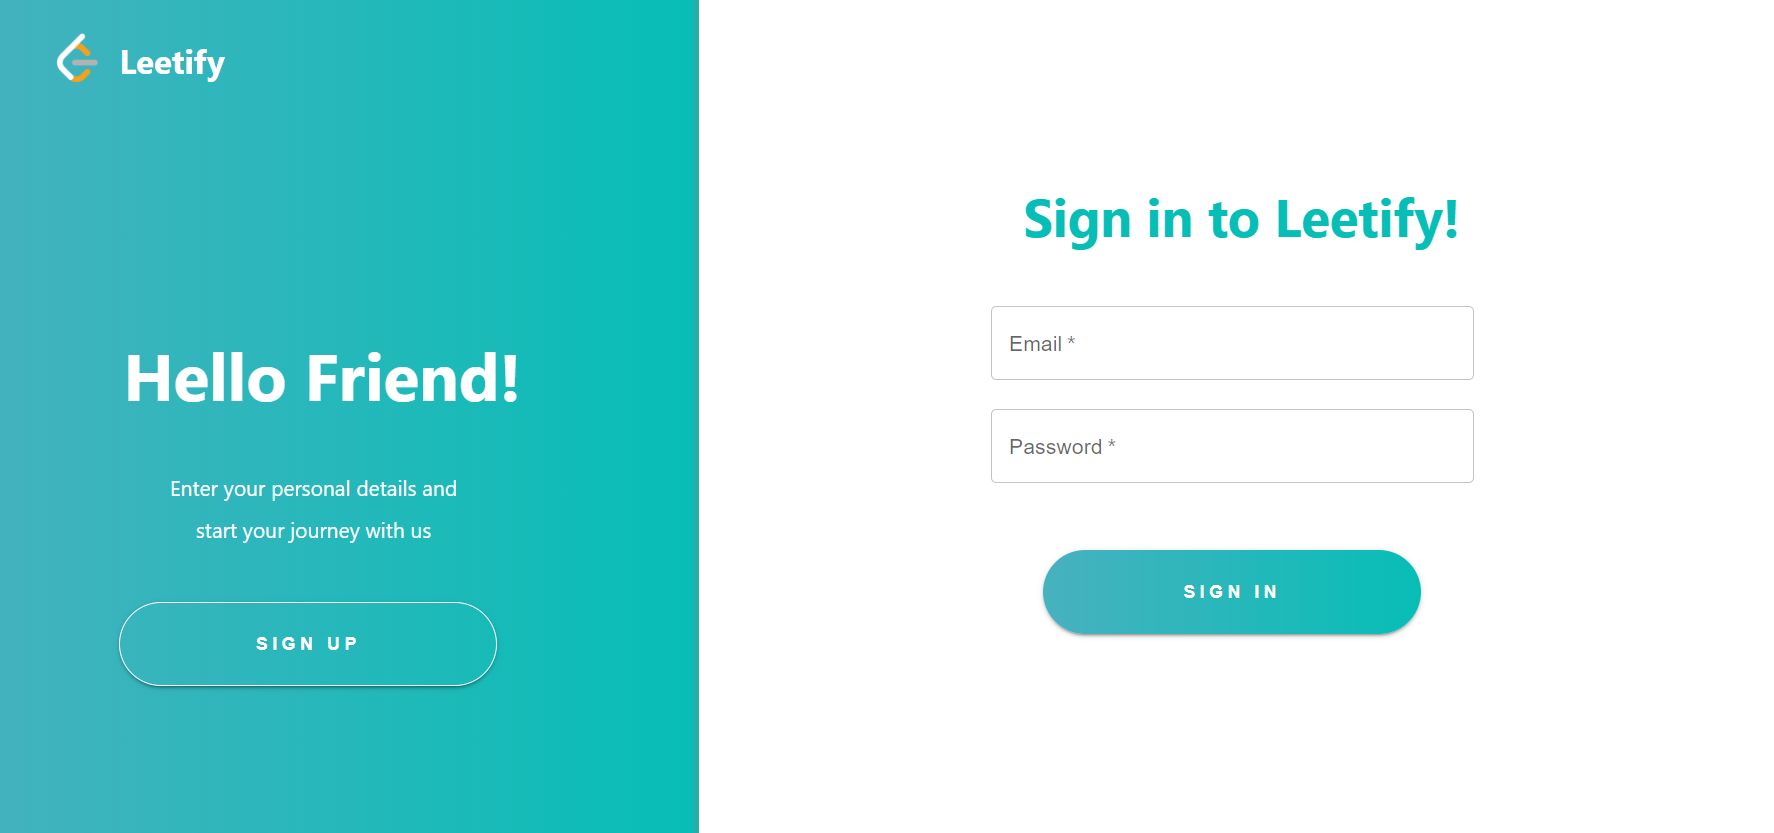 Leetify
Hello Friend!
Enter your personal details and
start your journey with us
SIGN UP
Sign in to Leetify!
Email *
Password *
SIGN IN